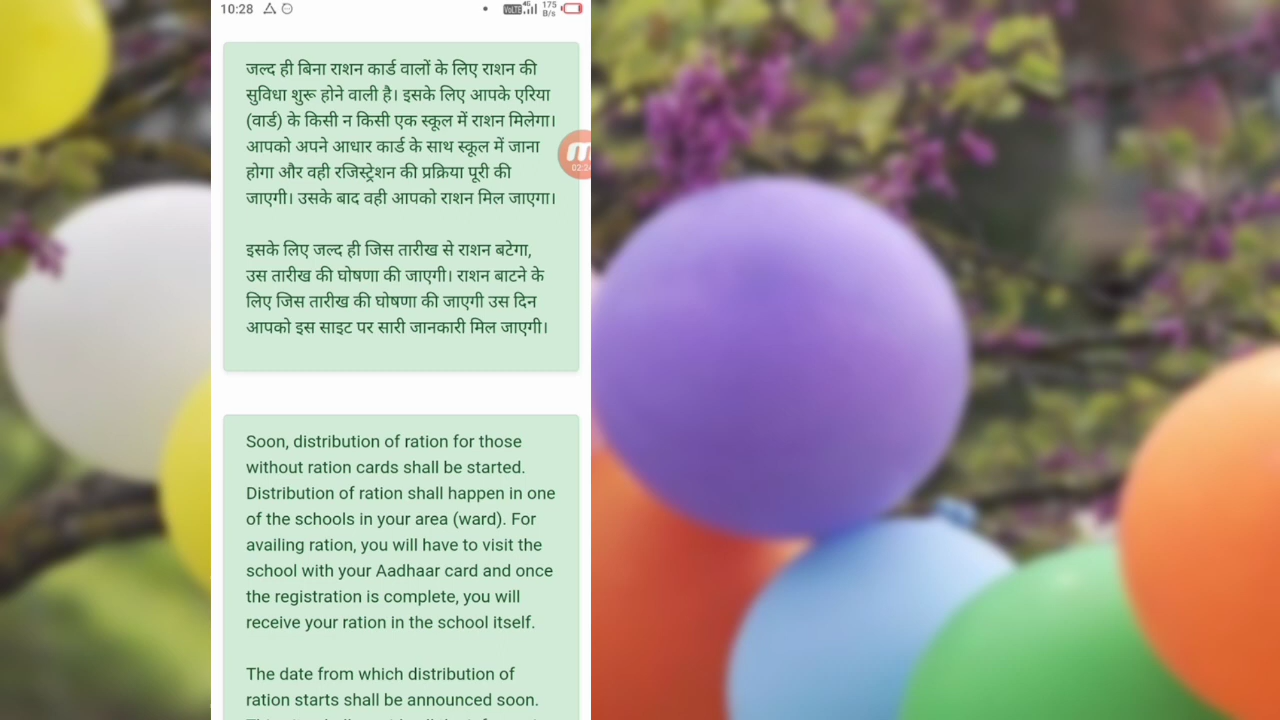 10:28
VoLTE 4G 175 B/s
जल्द ही बिना राशन कार्ड वालों के लिए राशन की
सुविधा शुरू होने वाली है। इसके लिए आपके एरिया
(वार्ड) के किसी न किसी एक स्कूल में राशन मिलेगा।
आपको अपने आधार कार्ड के साथ स्कूल में जाना
होगा और वही रजिस्ट्रेशन की प्रक्रिया पूरी की
जाएगी। उसके बाद वही आपको राशन मिल जाएगा।
इसके लिए जल्द ही जिस तारीख से राशन बटेगा,
उस तारीख की घोषणा की जाएगी। राशन बाटने के
लिए जिस तारीख की घोषणा की जाएगी उस दिन
आपको इस साइट पर सारी जानकारी मिल जाएगी।
Soon, distribution of ration for those
without ration cards shall be started.
Distribution of ration shall happen in one
of the schools in your area (ward). For
availing ration, you will have to visit the
school with your Aadhaar card and once
the registration is complete, you will
receive your ration in the school itself.
The date from which distribution of
ration starts shall be announced soon.